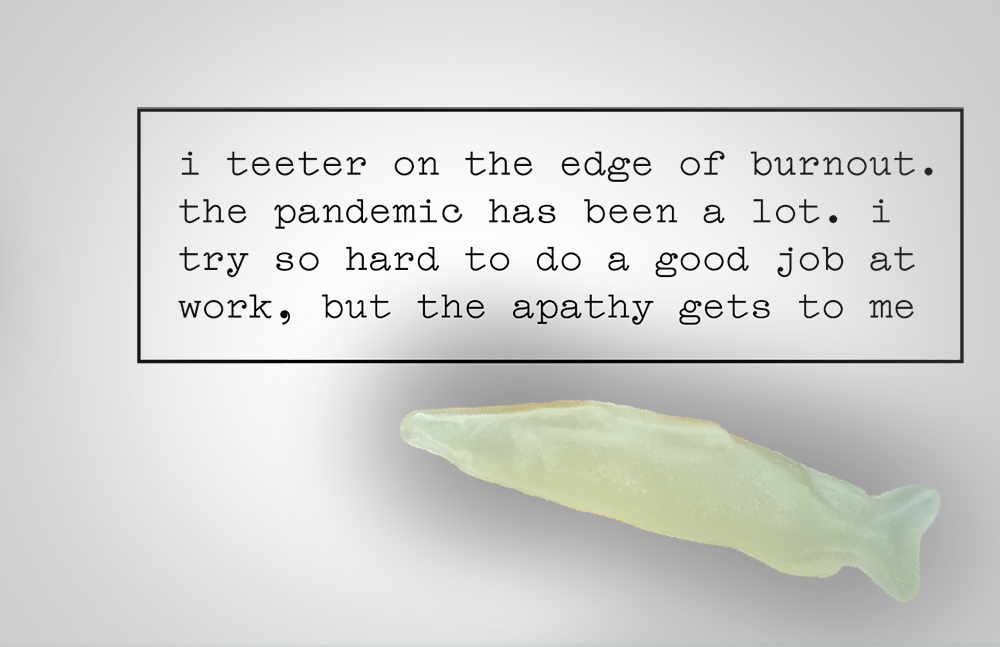 i teeter on the edge of burnout.
the pandemic has been a lot. i
try so hard to do a good job at
work, but the apathy gets to me